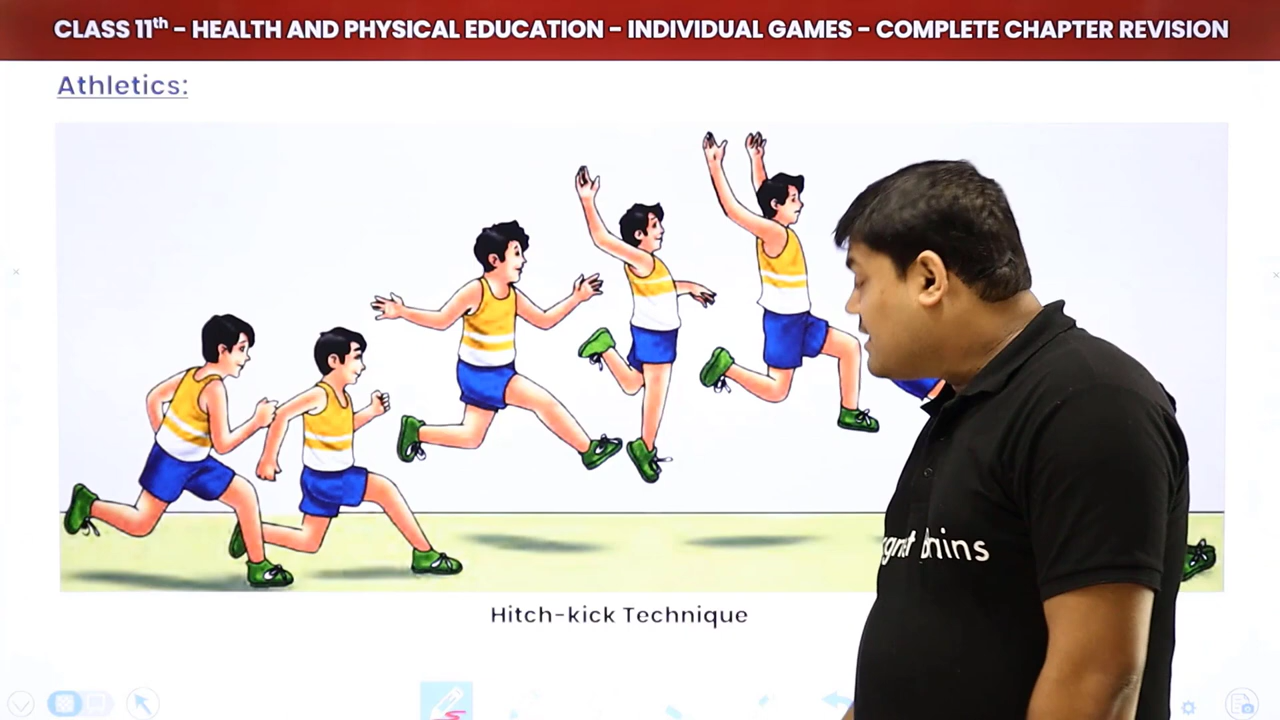 CLASS 11th – HEALTH AND PHYSICAL EDUCATION – INDIVIDUAL GAMES – COMPLETE CHAPTER REVISION
Athletics:
Hitch-kick Technique